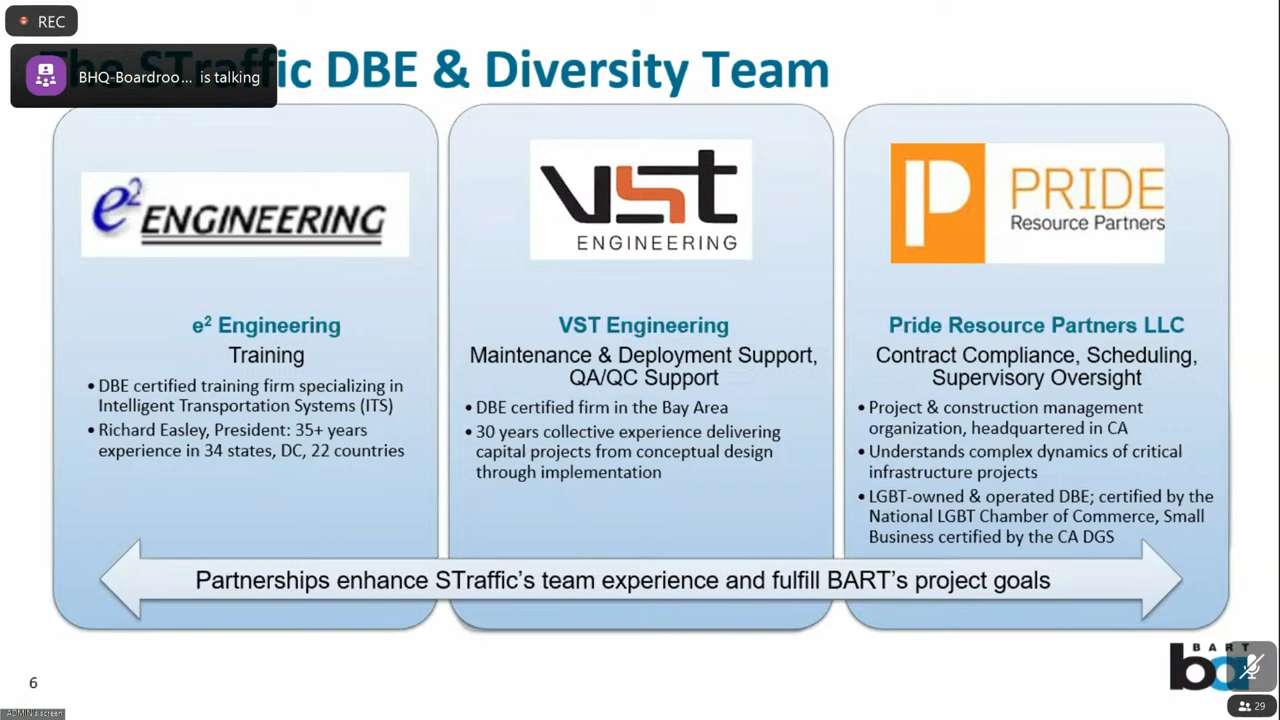 REC
BHQ-Boardroo... is talking
STraffic DBE & Diversity Team
e² ENGINEERING
e² Engineering
Training
• DBE certified training firm specializing in
Intelligent Transportation Systems (ITS)
• Richard Easley, President: 35+ years
experience in 34 states, DC, 22 countries
vst
ENGINEERING
VST Engineering
Maintenance & Deployment Support,
QA/QC Support
• DBE certified firm in the Bay Area
• 30 years collective experience delivering
capital projects from conceptual design
through implementation
P PRIDE
Resource Partners
Pride Resource Partners LLC
Contract Compliance, Scheduling,
Supervisory Oversight
• Project & construction management
organization, headquartered in CA
• Understands complex dynamics of critical
infrastructure projects
• LGBT-owned & operated DBE; certified by the
National LGBT Chamber of Commerce, Small
Business certified by the CA DGS
Partnerships enhance STraffic's team experience and fulfill BART's project goals
BART
ba
6
ADMIN's screen
29